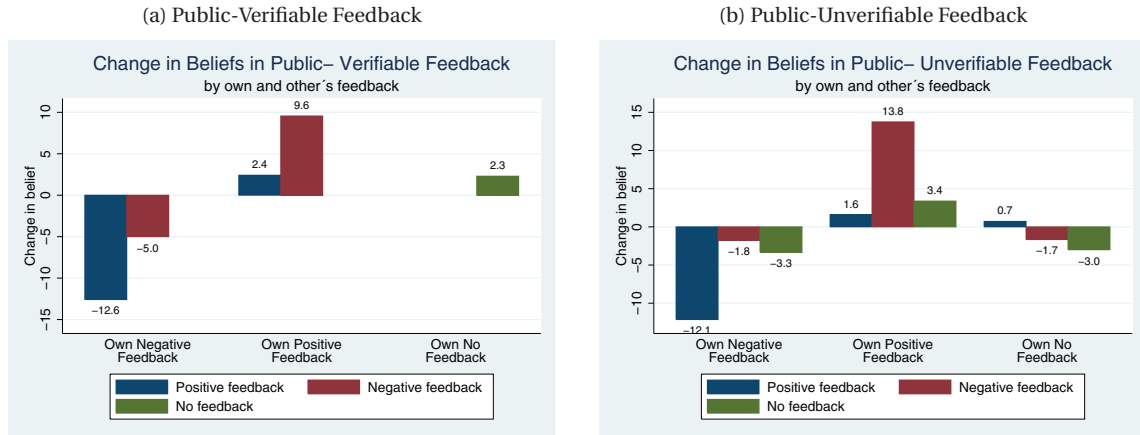 (a) Public-Verifiable Feedback
Change in Beliefs in Public– Verifiable Feedback
by own and other´s feedback
Change in belief
10
5
0
−5
−10
−15
−12.6
−5.0
2.4
9.6
2.3
Own Negative
Feedback
Own Positive
Feedback
Own No
Feedback
Positive feedback
Negative feedback
No feedback
(b) Public-Unverifiable Feedback
Change in Beliefs in Public– Unverifiable Feedback
by own and other´s feedback
Change in belief
15
10
5
0
−5
−10
−12.1
−1.8
−3.3
1.6
13.8
3.4
0.7
−1.7
−3.0
Own Negative
Feedback
Own Positive
Feedback
Own No
Feedback
Positive feedback
Negative feedback
No feedback